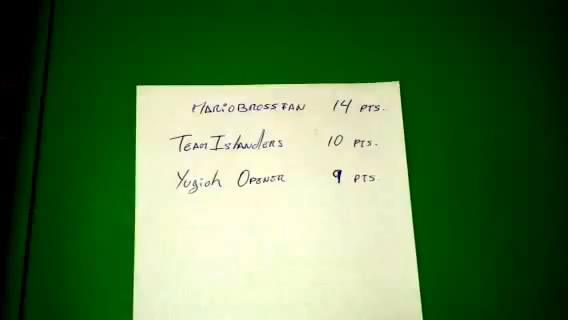 MARIOBROSSFAN 14 PTS.
TEAMISLANDERS 10 PTS.
Yugioh OPENER 9 PTS.